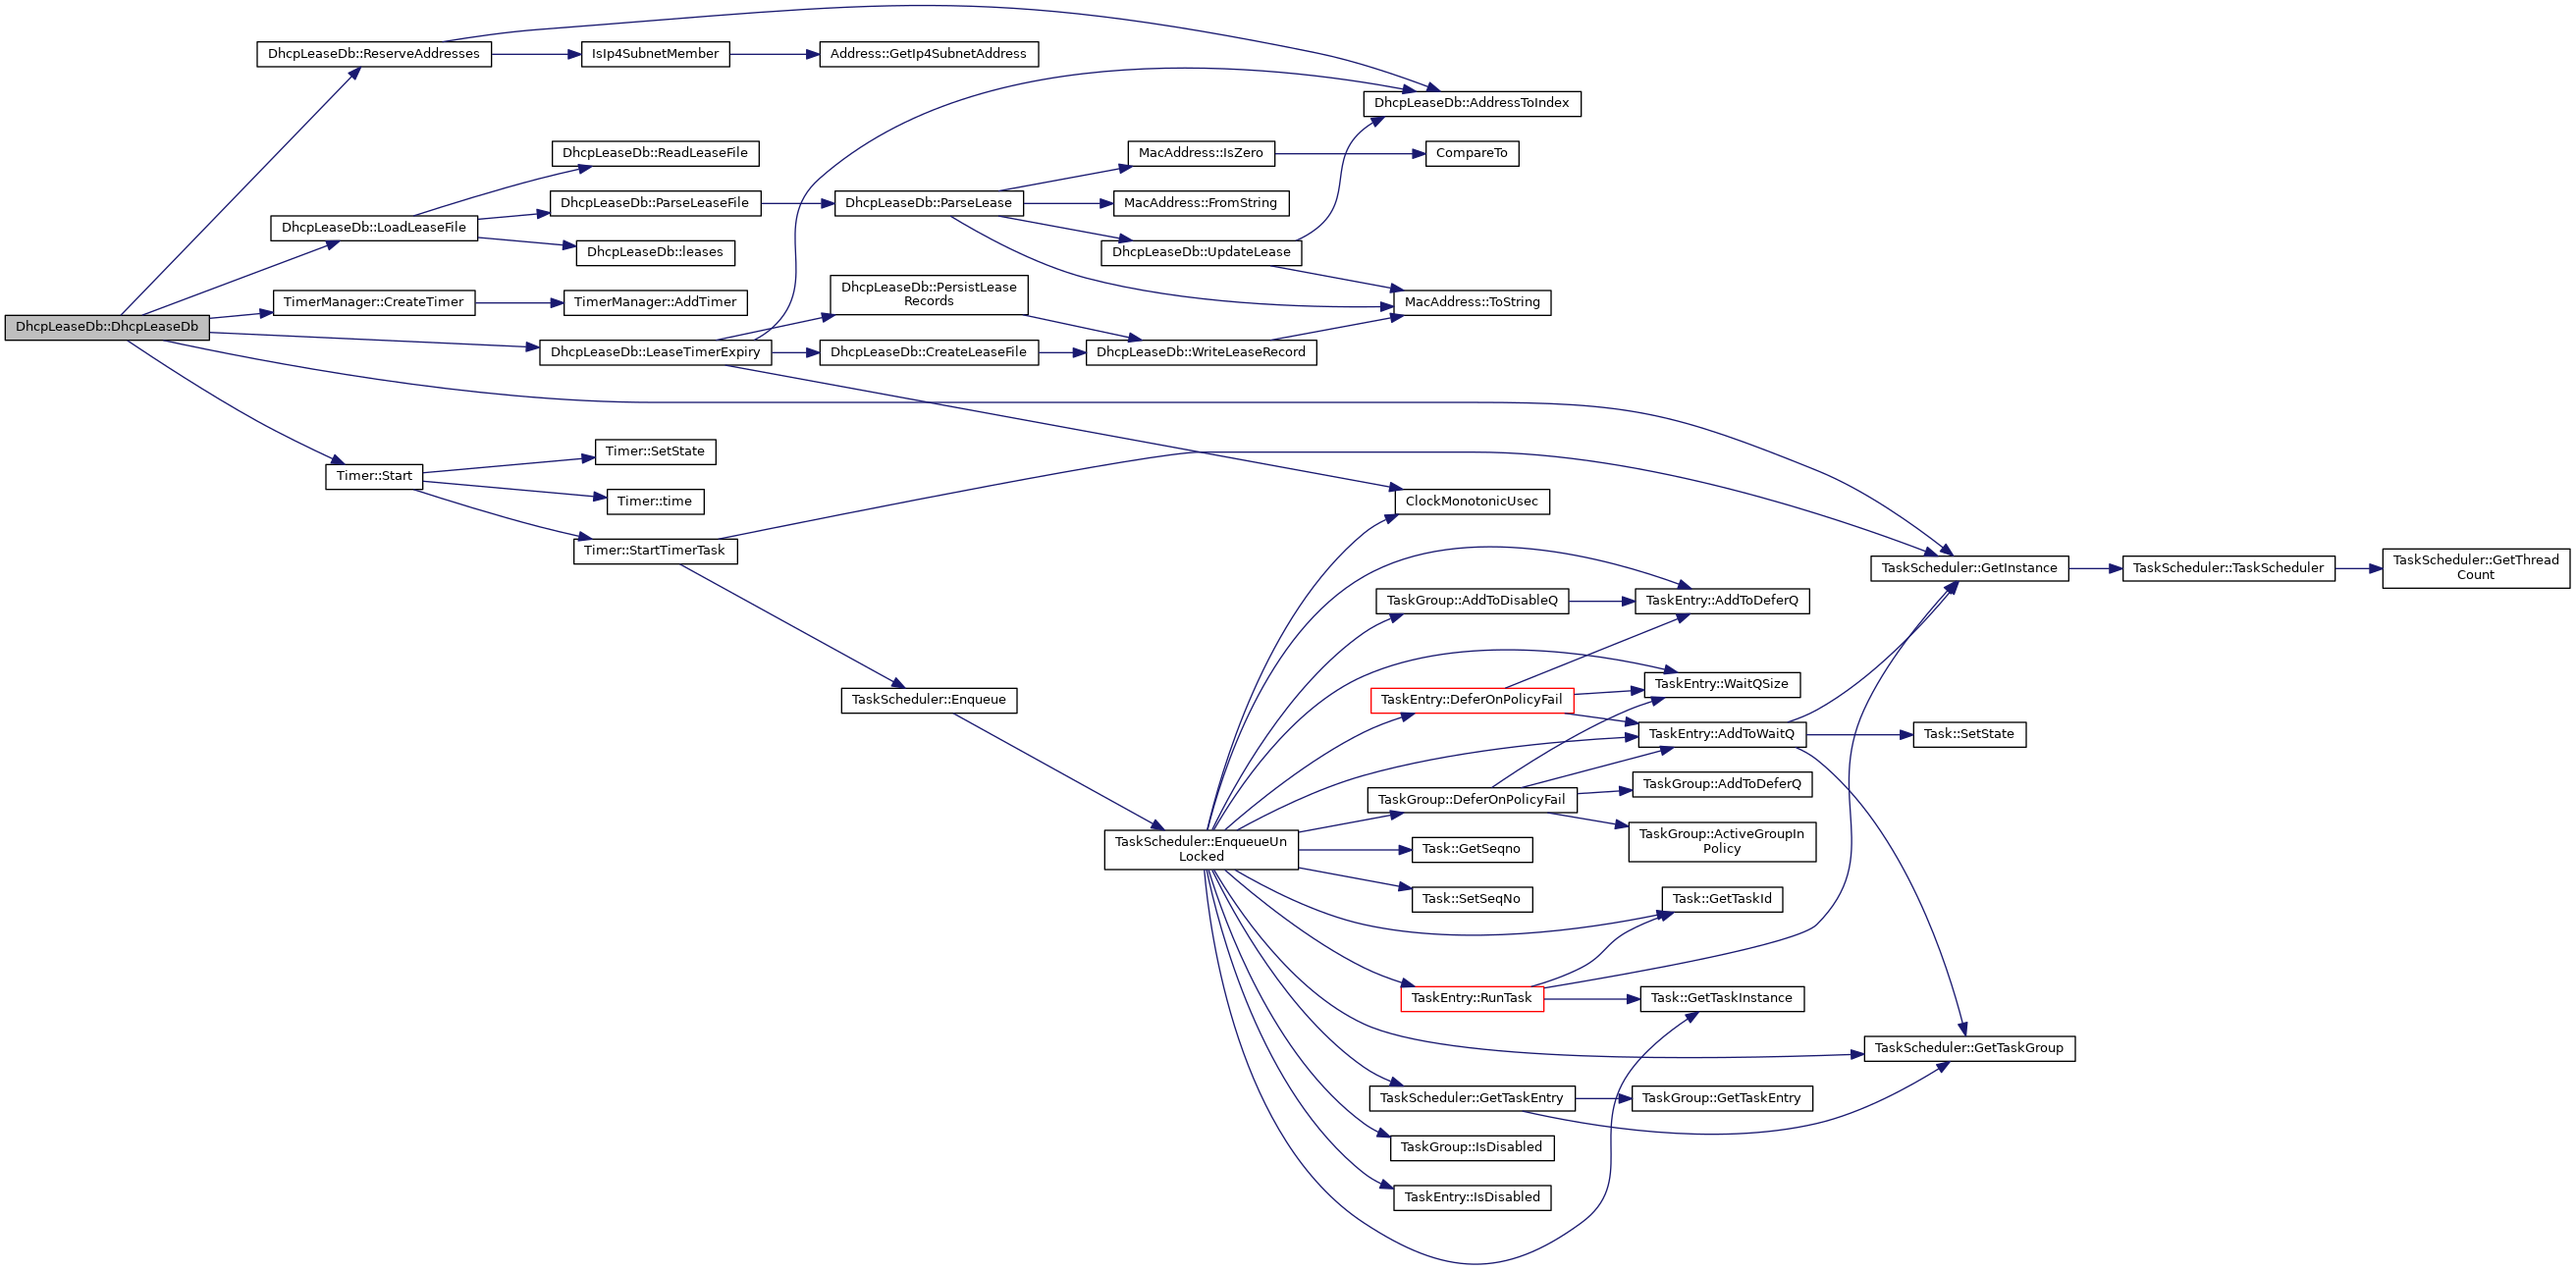 DhcpLeaseDb::DhcpLeaseDb
DhcpLeaseDb::ReserveAddresses
IsIp4SubnetMember
Address::GetIp4SubnetAddress
DhcpLeaseDb::AddressToIndex
DhcpLeaseDb::ReadLeaseFile
DhcpLeaseDb::LoadLeaseFile
DhcpLeaseDb::ParseLeaseFile
DhcpLeaseDb::leases
DhcpLeaseDb::ParseLease
MacAddress::IsZero
CompareTo
MacAddress::FromString
DhcpLeaseDb::UpdateLease
MacAddress::ToString
TimerManager::CreateTimer
TimerManager::AddTimer
DhcpLeaseDb::PersistLease
Records
DhcpLeaseDb::LeaseTimerExpiry
DhcpLeaseDb::CreateLeaseFile
DhcpLeaseDb::WriteLeaseRecord
Timer::Start
Timer::SetState
Timer::time
Timer::StartTimerTask
ClockMonotonicUsec
TaskScheduler::GetInstance
TaskScheduler::TaskScheduler
TaskScheduler::GetThread
Count
TaskScheduler::Enqueue
TaskScheduler::EnqueueUn
Locked
TaskGroup::AddToDisableQ
TaskEntry::AddToDeferQ
TaskEntry::DeferOnPolicyFail
TaskEntry::WaitQSize
TaskEntry::AddToWaitQ
Task::SetState
TaskGroup::DeferOnPolicyFail
TaskGroup::AddToDeferQ
TaskGroup::ActiveGroupIn
Policy
Task::GetSeqno
Task::SetSeqNo
Task::GetTaskId
TaskEntry::RunTask
Task::GetTaskInstance
TaskScheduler::GetTaskGroup
TaskScheduler::GetTaskEntry
TaskGroup::GetTaskEntry
TaskGroup::IsDisabled
TaskEntry::IsDisabled